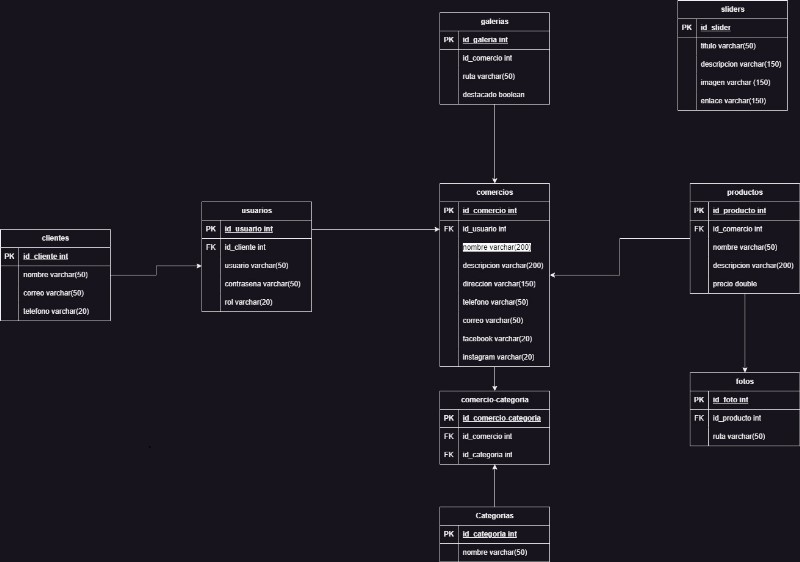 galerias
PK id_galeria int
id_comercio int
ruta varchar(50)
destacado boolean
sliders
PK id_slider
titulo varchar(50)
descripcion varchar(150)
imagen varchar (150)
enlace varchar(150)
clientes
PK id_cliente int
nombre varchar(50)
correo varchar(50)
telefono varchar(20)
usuarios
PK id_usuario int
FK id_cliente int
usuario varchar(50)
contrasena varchar(50)
rol varchar(20)
comercios
PK id_comercio int
FK id_usuario int
nombre varchar(200)
descripcion varchar(200)
direccion varchar(150)
telefono varchar(50)
correo varchar(50)
facebook varchar(20)
instagram varchar(20)
productos
PK id_producto int
id_comercio int
nombre varchar(50)
descripcion varchar(200)
precio double
comercio-categoria
PK id_comercio-categoria
FK id_comercio int
FK id_categoria int
fotos
PK id_foto int
FK id_producto int
ruta varchar(50)
Categorias
PK id_categoria int
nombre varchar(50)